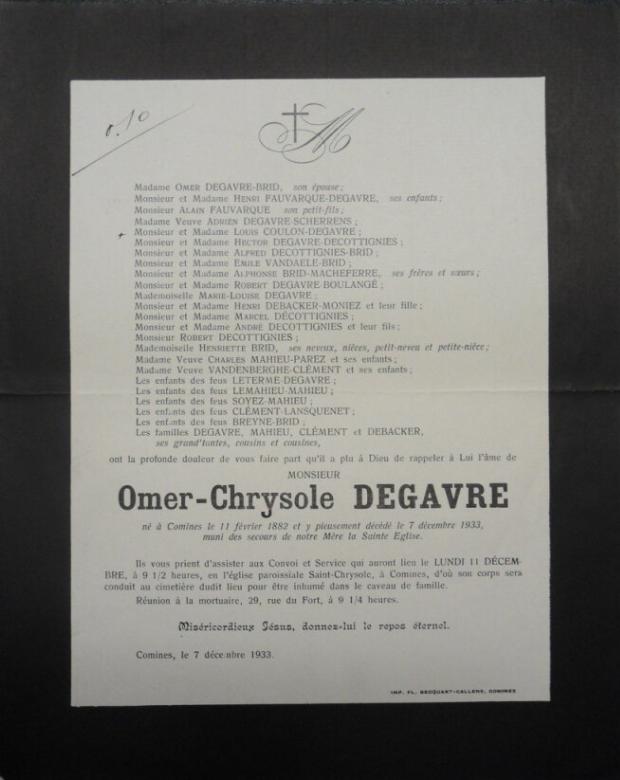 0.10
Madame OMER DEGAVRE-BRID, son épouse;
Monsieur et Madame HENRI FAUVARQUE-DEGAVRE, ses enfants;
Monsieur ALAIN FAUVARQUE son petit-fils;
Madame Veuve ADRIEN DEGAVRE-SCHERRENS;
Monsieur et Madame LOUIS COULON-DEGAVRE;
Monsieur et Madame HECTOR DEGAVRE-DECOTTIGNIES;
Monsieur et Madame ALFRED DECOTTIGNIES-BRID;
Monsieur et Madame EMILE VANDAELE-BRID;
Monsieur et Madame ALPHONSE BRID-MACHEFERRE, ses frères et sœurs;
Monsieur et Madame ROBERT DEGAVRE-BOULANGÉ;
Mademoiselle MARIE-LOUISE DEGAVRE;
Monsieur et Madame HENRI DEBACKER-MONIEZ et leur fille;
Monsieur et Madame MARCEL DÉCOTTIGNIES;
Monsieur et Madame ANDRÉ DECOTTIGNIES et leur fils;
Monsieur ROBERT DECOTTIGNIES;
Mademoiselle HENRIETTE BRID, ses neveux, nièces, petit-neveu et petite-nièce;
Madame Veuve CHARLES MAHIEU-PAREZ et ses enfants;
Madame Veuve VANDENBERGHE-CLÉMENT et ses enfants;
Les enfants des feus LETERME-DEGAVRE;
Les enfants des feus LEMAHIEU-MAHIEU;
Les enfants des feus SOYEZ-MAHIEU;
Les enfants des feus CLÉMENT-LANSQUENET;
Les enfants des feus BREYNE-BRID;
Les familles DEGAVRE, MAHIEU, CLÉMENT et DEBACKER,
ses grand'tantes, cousins et cousines,
ont la profonde douleur de vous faire part qu'il a plu à Dieu de rappeler à Lui l'âme de
MONSIEUR
Omer-Chrysole DEGAVRE
né à Comines le 11 février 1882 et y pieusement décédé le 7 décembre 1933,
muni des secours de notre Mère la Sainte Eglise.
Ils vous prient d'assister aux Convoi et Service qui auront lieu le LUNDI 11 DÉCEM-
BRE, à 9 1/2 heures, en l'église paroissiale Saint-Chrysole, à Comines, d'où son corps sera
conduit au cimetière dudit lieu pour être inhumé dans le caveau de famille.
Réunion à la mortuaire, 29, rue du Fort, à 9 1/4 heures.
Miséricordieux Jésus, donnez-lui le repos éternel.
Comines, le 7 décembre 1933.
IMP. FL. BECQUART-CALLENS, COMINES